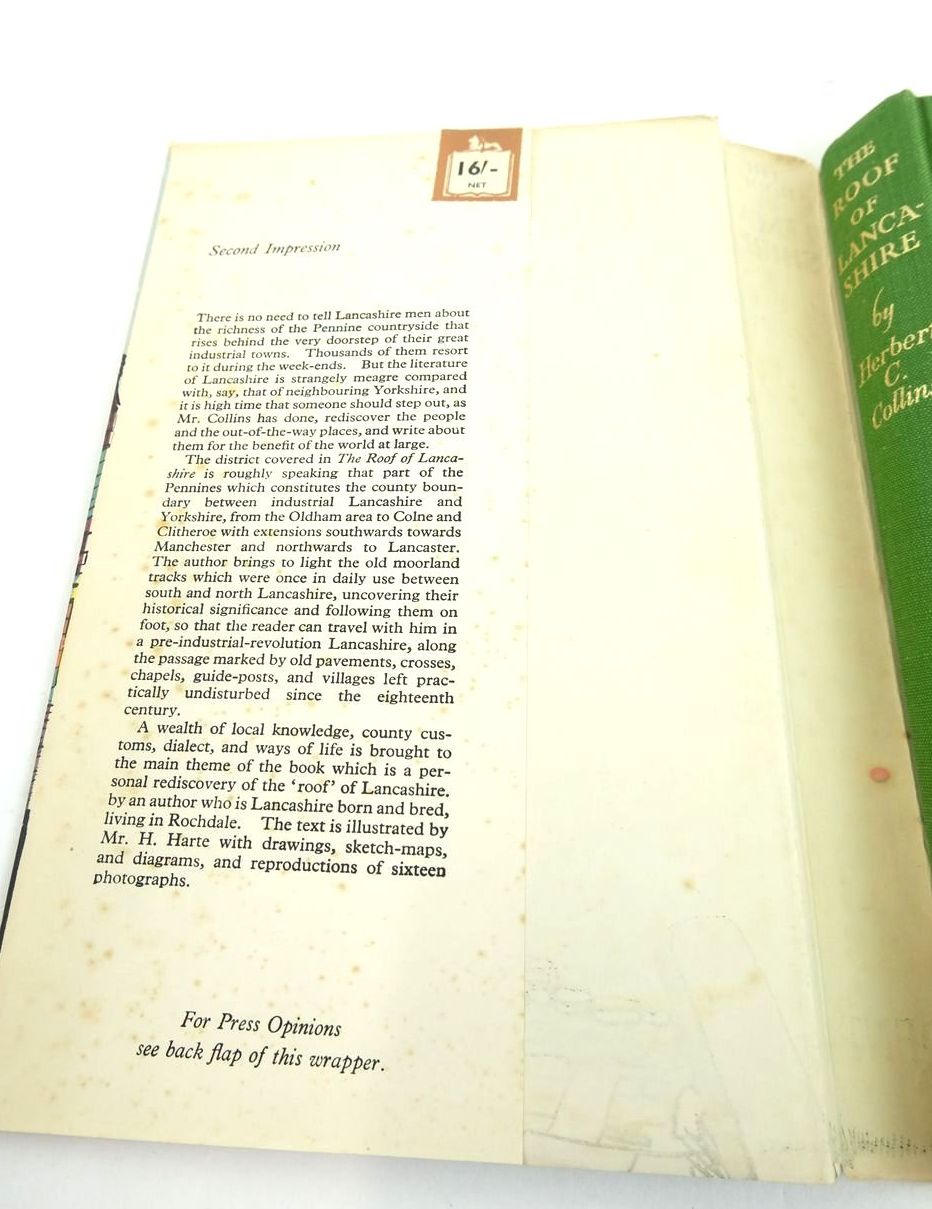 16/-
NET
Second Impression
There is no need to tell Lancashire men about
the richness of the Pennine countryside that
rises behind the very doorstep of their great
industrial towns. Thousands of them resort
to it during the week-ends. But the literature
of Lancashire is strangely meagre compared
with, say, that of neighbouring Yorkshire, and
it is high time that someone should step out, as
Mr. Collins has done, rediscover the people
and the out-of-the-way places, and write about
them for the benefit of the world at large.
The district covered in The Roof of Lanca-
shire is roughly speaking that part of the
Pennines which constitutes the county boun-
dary between industrial Lancashire and
Yorkshire, from the Oldham area to Colne and
Clitheroe with extensions southwards towards
Manchester and northwards to Lancaster.
The author brings to light the old moorland
tracks which were once in daily use between
south and north Lancashire, uncovering their
historical significance and following them on
foot, so that the reader can travel with him in
a pre-industrial-revolution Lancashire, along
the passage marked by old pavements, crosses,
chapels, guide-posts, and villages left prac-
tically undisturbed since the eighteenth
century.
A wealth of local knowledge, county cus-
toms, dialect, and ways of life is brought to
the main theme of the book which is a per-
sonal rediscovery of the ‘roof’ of Lancashire.
by an author who is Lancashire born and bred,
living in Rochdale. The text is illustrated by
Mr. H. Harte with drawings, sketch-maps,
and diagrams, and reproductions of sixteen
photographs.
For Press Opinions
see back flap of this wrapper.
THE
ROOF
OF
LANCA-
SHIRE
by
Herbert
C.
Collins